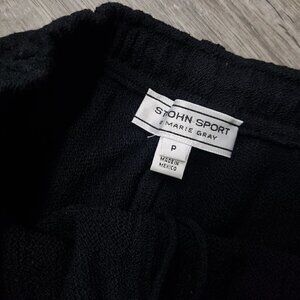 ST. JOHN SPORT
BY MARIE GRAY
P
MADE IN
MEXICO